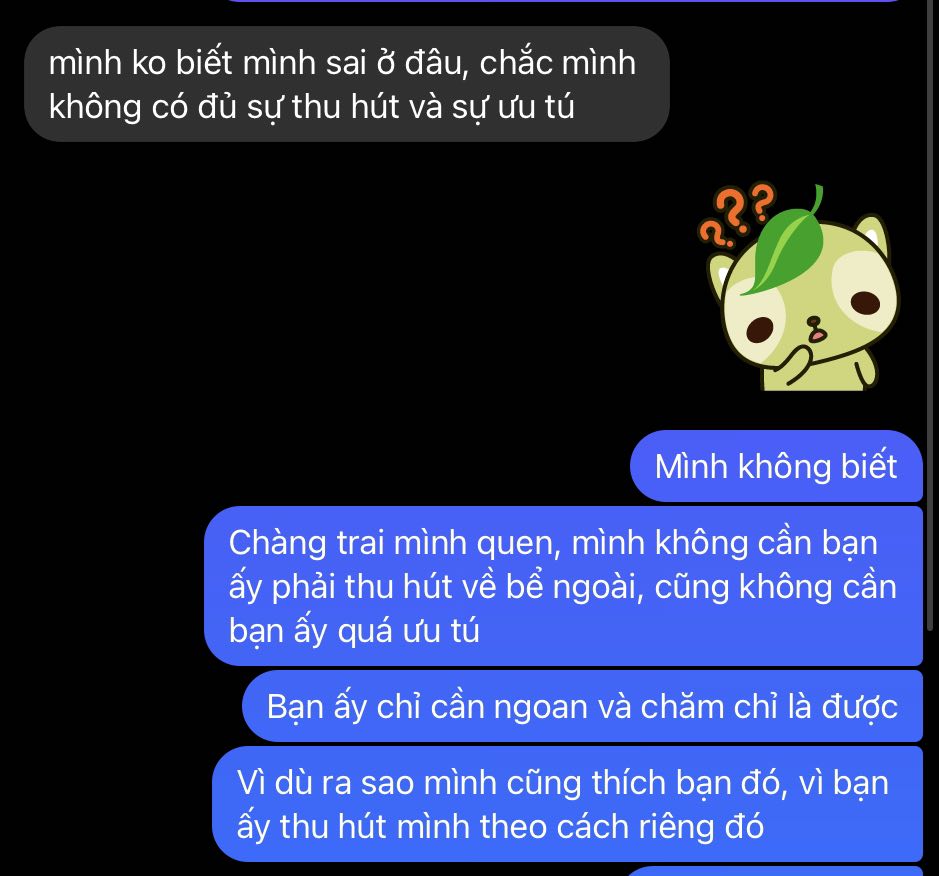 mình ko biết mình sai ở đâu, chắc mình
không có đủ sự thu hút và sự ưu tú
???
Mình không biết
Chàng trai mình quen, mình không cần bạn
ấy phải thu hút về bể ngoài, cũng không cần
bạn ấy quá ưu tú
Bạn ấy chỉ cần ngoan và chăm chỉ là được
Vì dù ra sao mình cũng thích bạn đó, vì bạn
ấy thu hút mình theo cách riêng đó